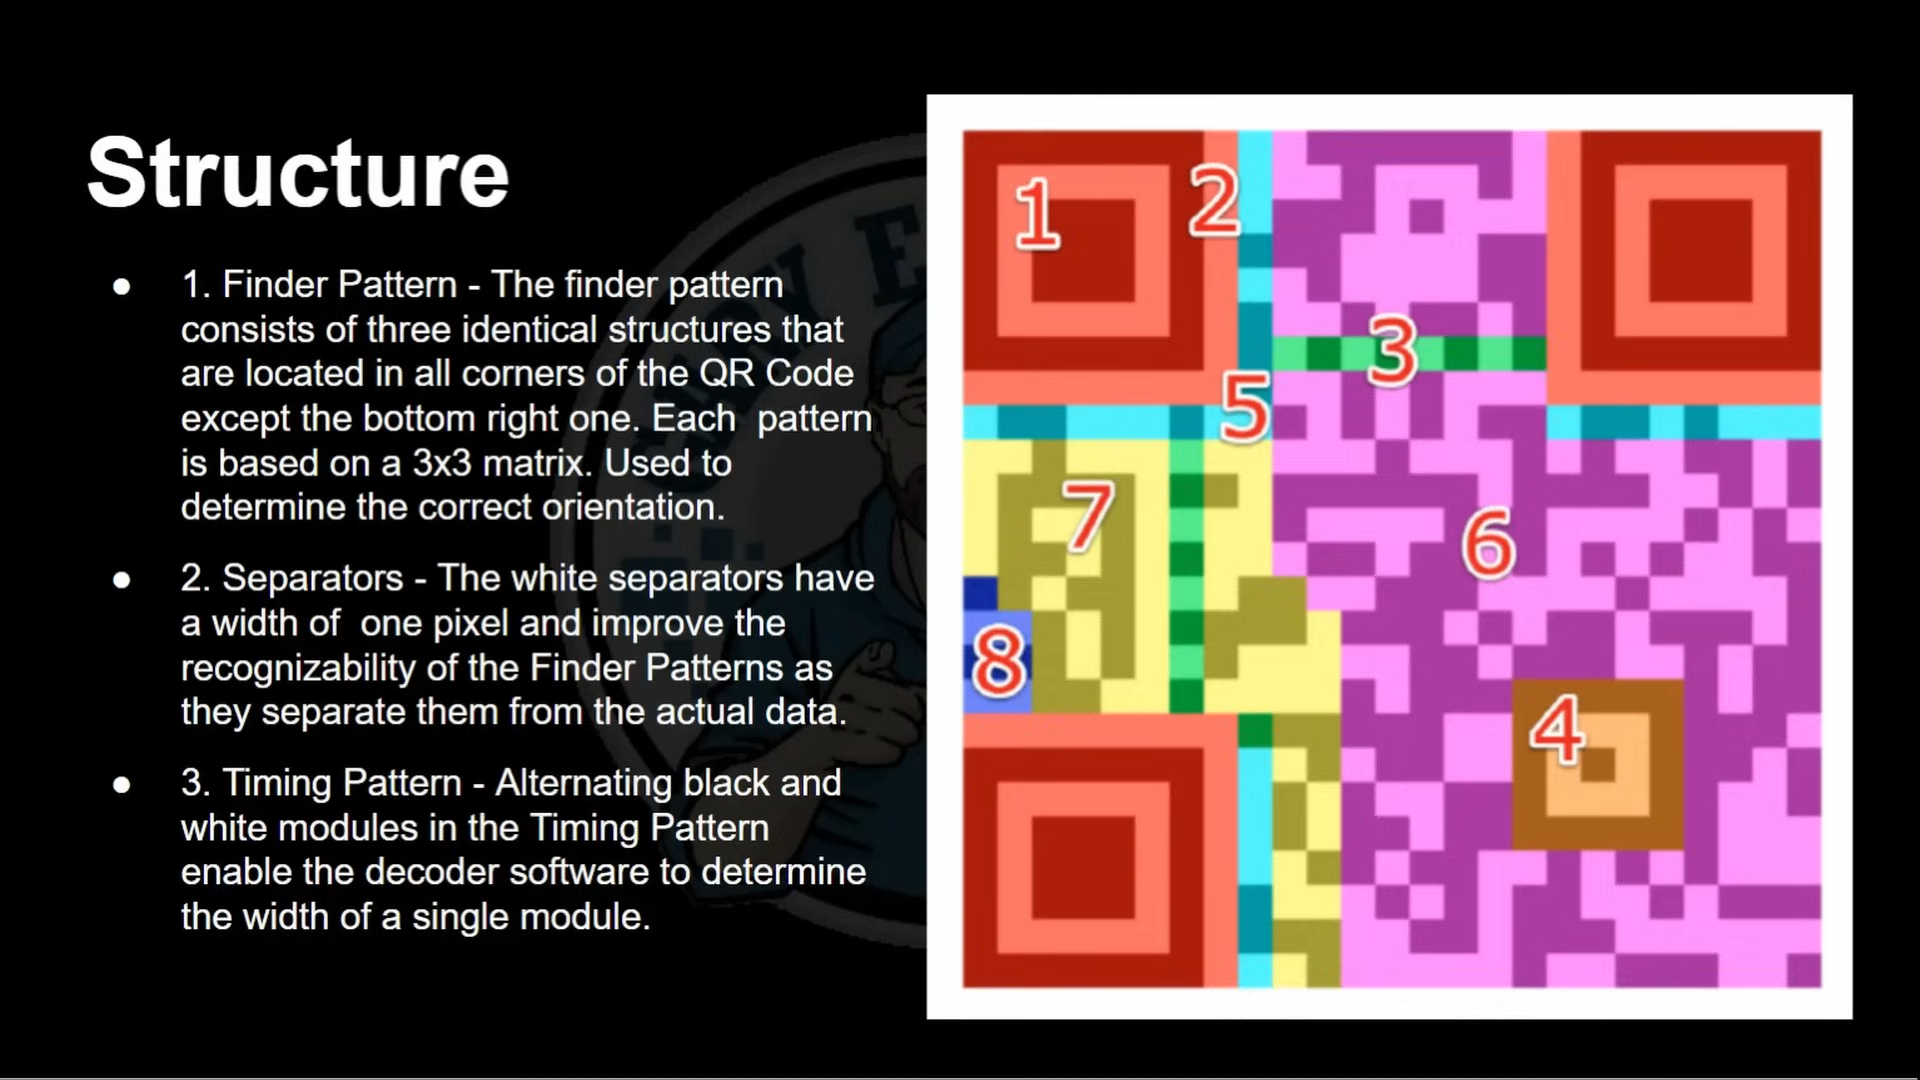 Structure
● 1. Finder Pattern - The finder pattern
consists of three identical structures that
are located in all corners of the QR Code
except the bottom right one. Each  pattern
is based on a 3x3 matrix. Used to
determine the correct orientation.
● 2. Separators - The white separators have
a width of  one pixel and improve the
recognizability of the Finder Patterns as
they separate them from the actual data.
● 3. Timing Pattern - Alternating black and
white modules in the Timing Pattern
enable the decoder software to determine
the width of a single module.
1
2
3
5
7
6
8
4